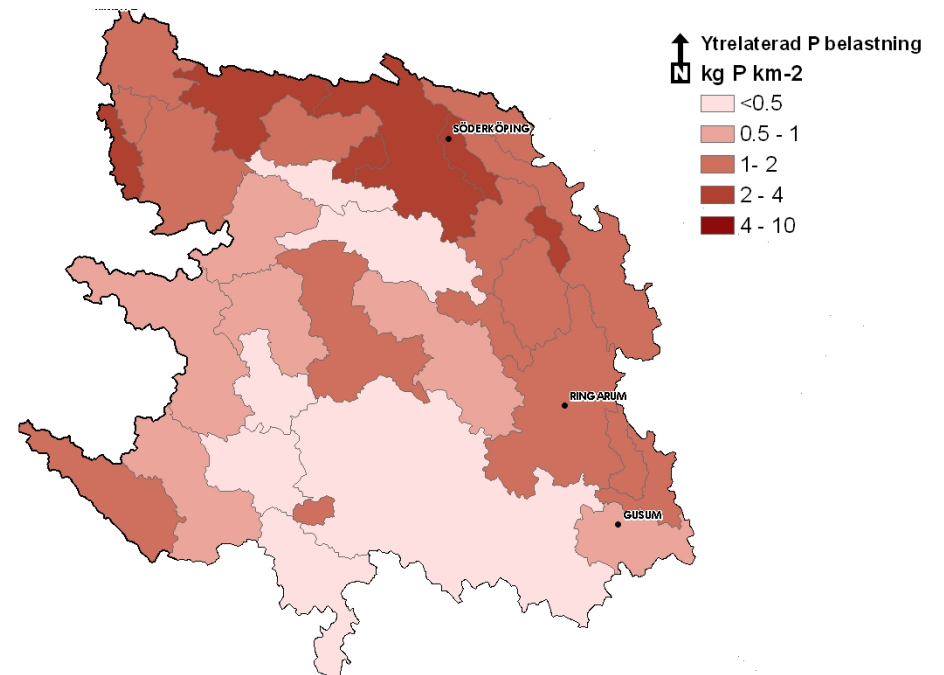 Ytrelaterad P belastning
N kg P km-2
<0.5
0.5 - 1
1- 2
2 - 4
4 - 10
SÖDERKÖPING
RINGARUM
GUSUM